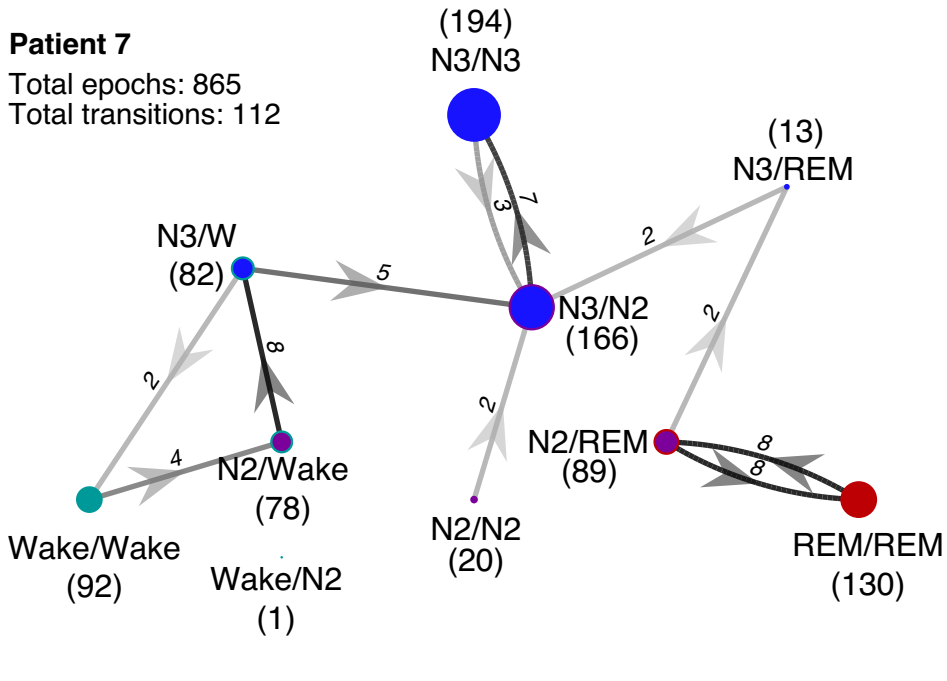 Patient 7
Total epochs: 865
Total transitions: 112
(194)
N3/N3
(13)
N3/REM
3
7
2
N3/W
(82)
5
N3/N2
(166)
2
2
8
2
4
N2/Wake
(78)
N2/REM
(89)
8
8
N2/N2
(20)
Wake/Wake
(92)
Wake/N2
(1)
REM/REM
(130)